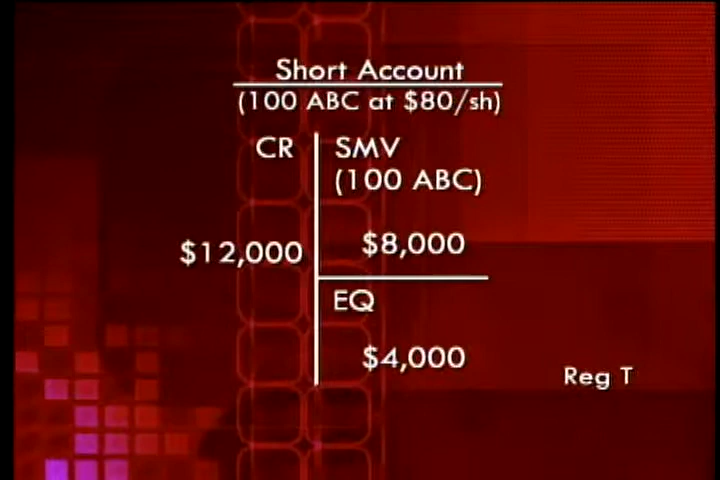 Short Account
(100 ABC at $80/sh)
CR
SMV
(100 ABC)
$12,000
$8,000
EQ
$4,000
Reg T